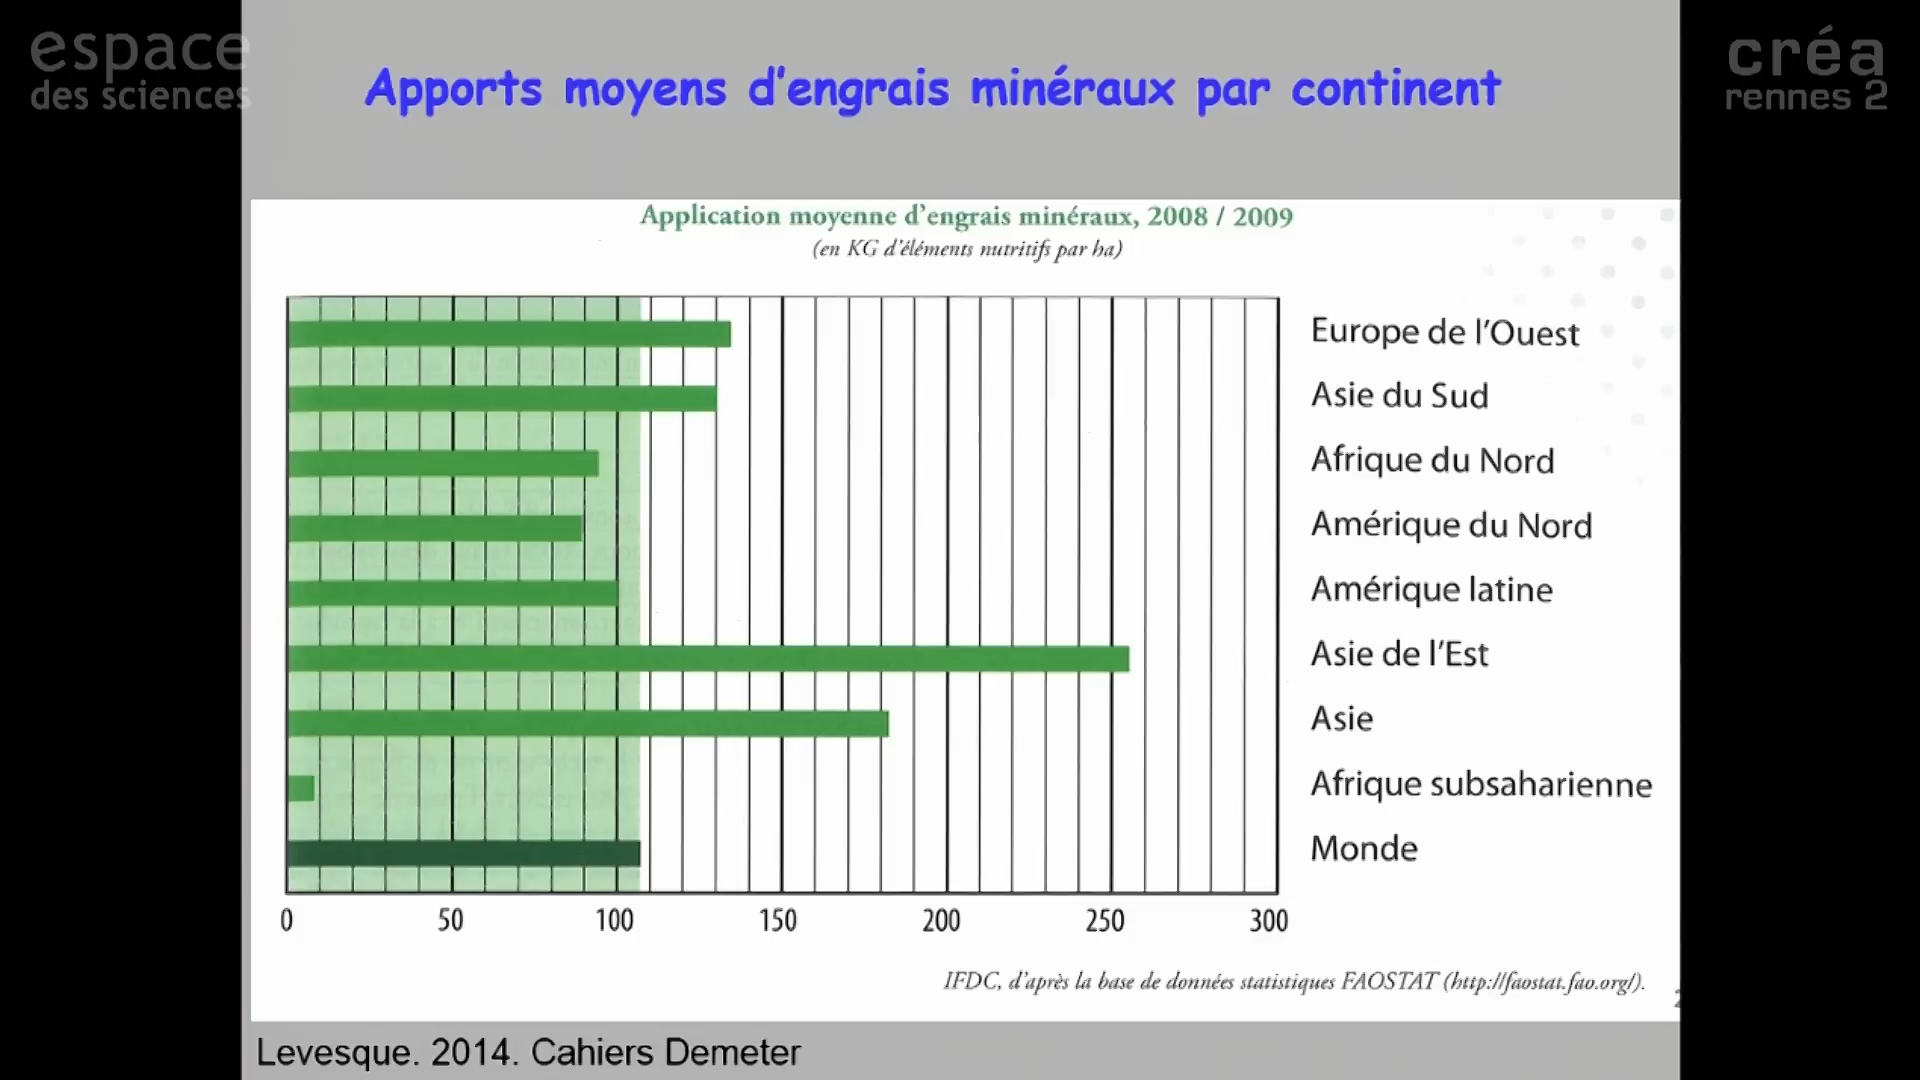 espace
des sciences
créa
rennes 2
Apports moyens d'engrais minéraux par continent
Application moyenne d'engrais minéraux, 2008 / 2009
(en KG d'éléments nutritifs par ha)
Europe de l'Ouest
Asie du Sud
Afrique du Nord
Amérique du Nord
Amérique latine
Asie de l'Est
Asie
Afrique subsaharienne
Monde
0 50 100 150 200 250 300
IFDC, d'après la base de données statistiques FAOSTAT (http://faostat.fao.org/).
Levesque. 2014. Cahiers Demeter